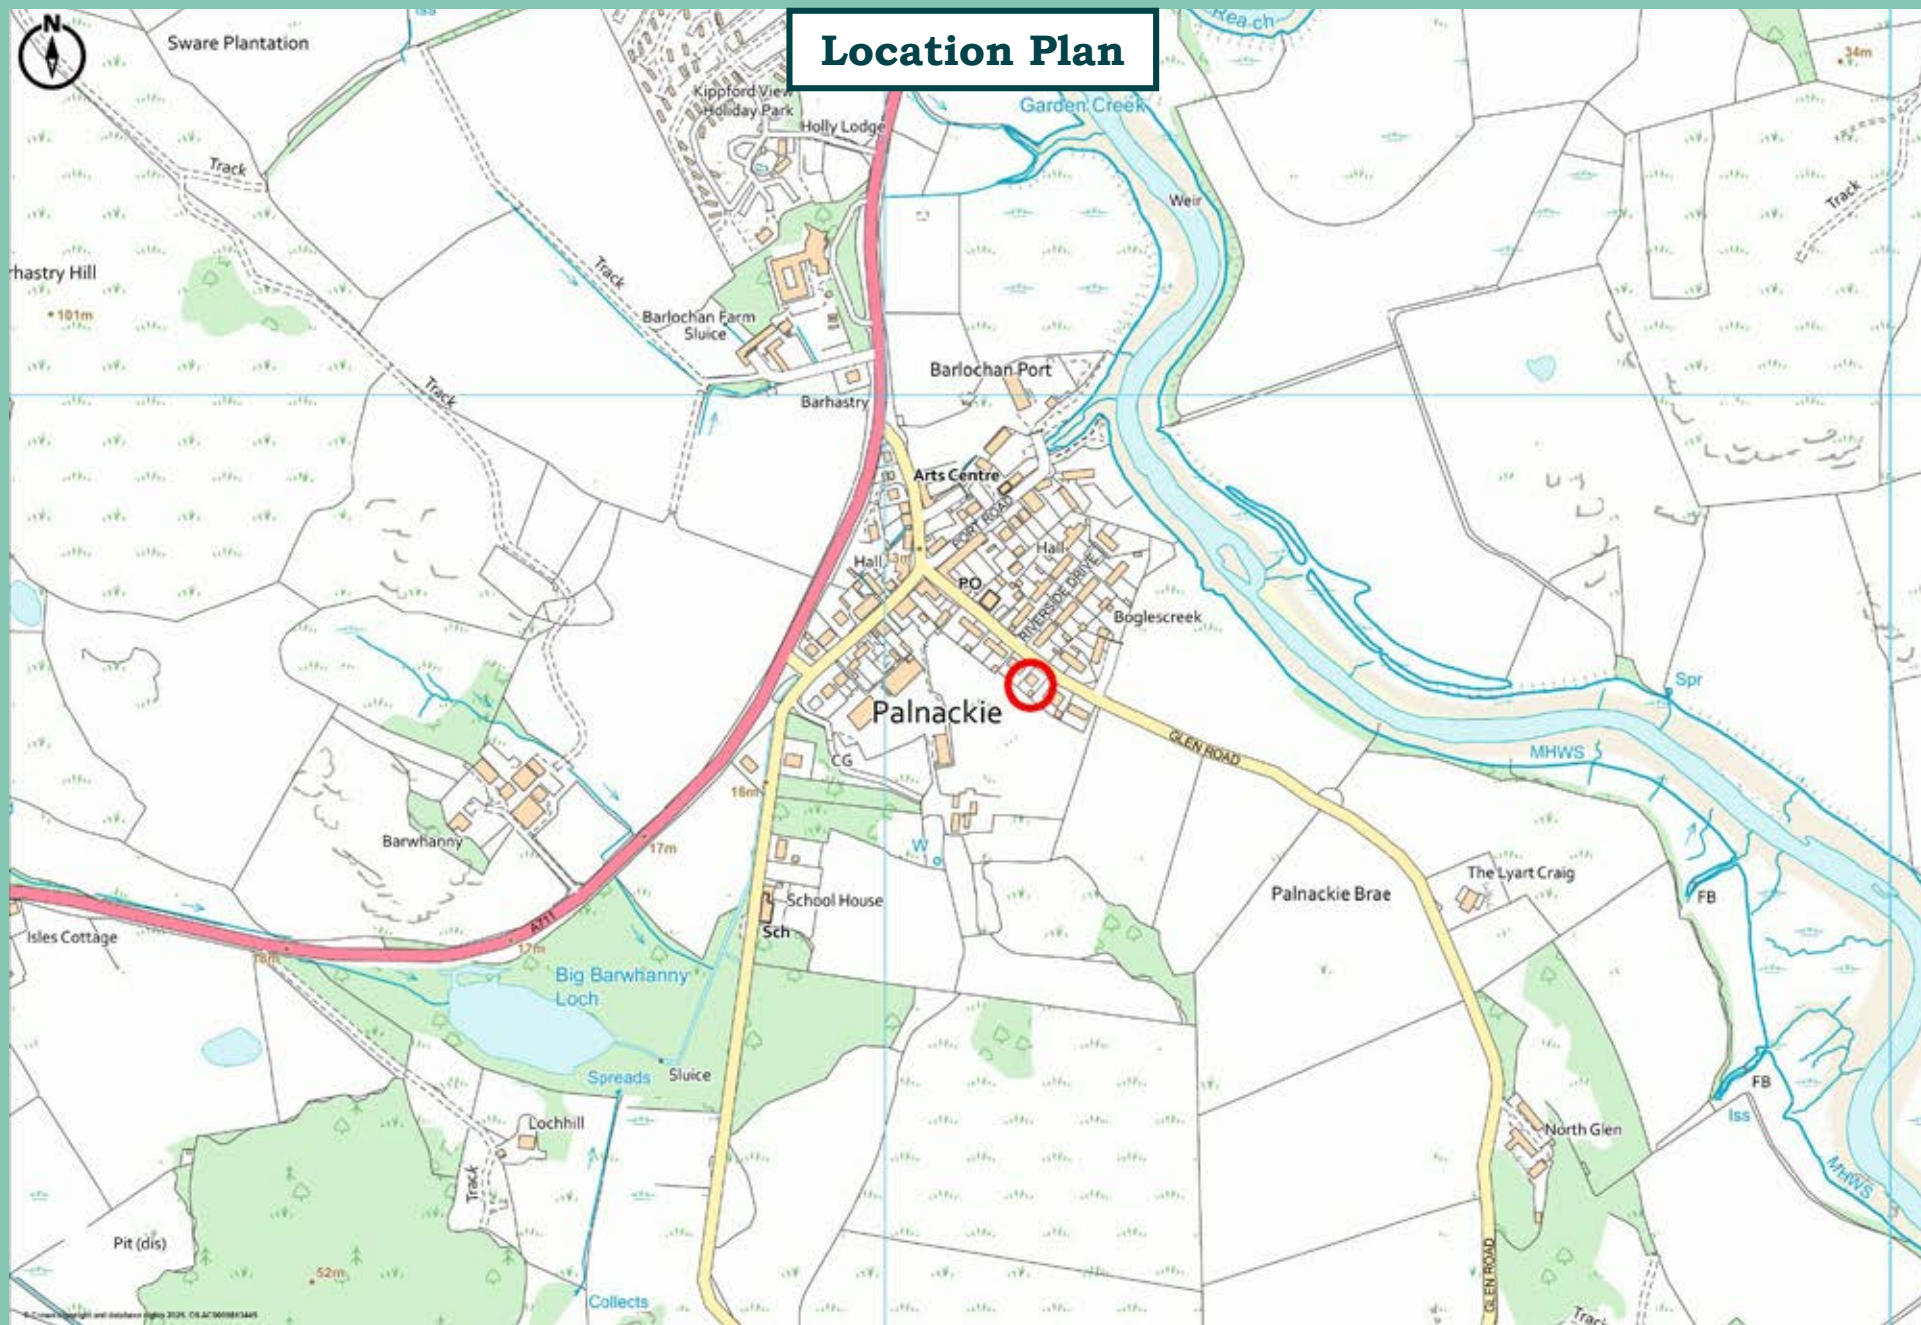 N
Location Plan
Iss
Reach
Sware Plantation
34m
Kippford View
Holiday Park
Garden Creek
Holly Lodge
Track
Weir
Track
Track
rhastry Hill
101m
Barlochan Farm
Sluice
Barlochan Port
Track
Barhastry
Arts Centre
PORT ROAD
Hall
Hall
13m
PO
RIVERSIDE DRIVE
Boglescreek
Spr
Palnackie
GLEN ROAD
MHWS
CG
16m
Barwhanny
17m
W
The Lyart Craig
Palnackie Brae
FB
School House
A711
Isles Cottage
Sch
17m
Big Barwhanny
Loch
Spreads
Sluice
FB
Iss
Lochhill
North Glen
Track
MHWS
Pit (dis)
52m
Collects
GLEN ROAD
Track